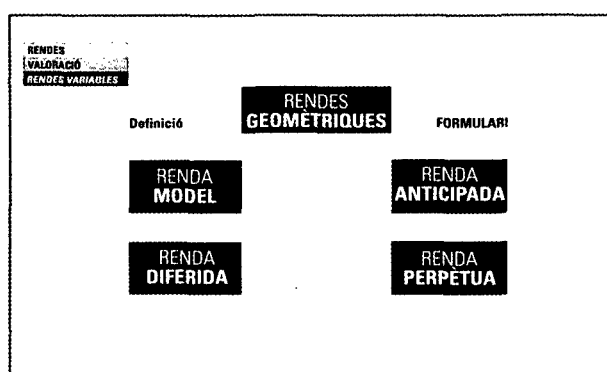 RENDES
VALORACIÓ
RENDES VARIABLES
RENDES
GEOMÈTRIQUES
Definició
FORMULARI
RENDA
MODEL
RENDA
ANTICIPADA
RENDA
DIFERIDA
RENDA
PERPÈTUA